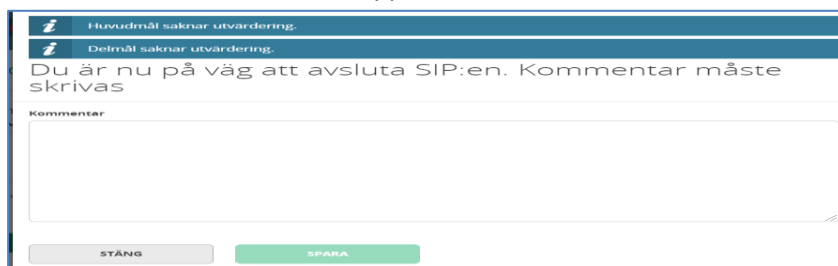 Huvudmål saknar utvärdering.
Delmål saknar utvärdering.
Du är nu på väg att avsluta SIP:en. Kommentar måste
skrivas
Kommentar
STÄNG SPARA